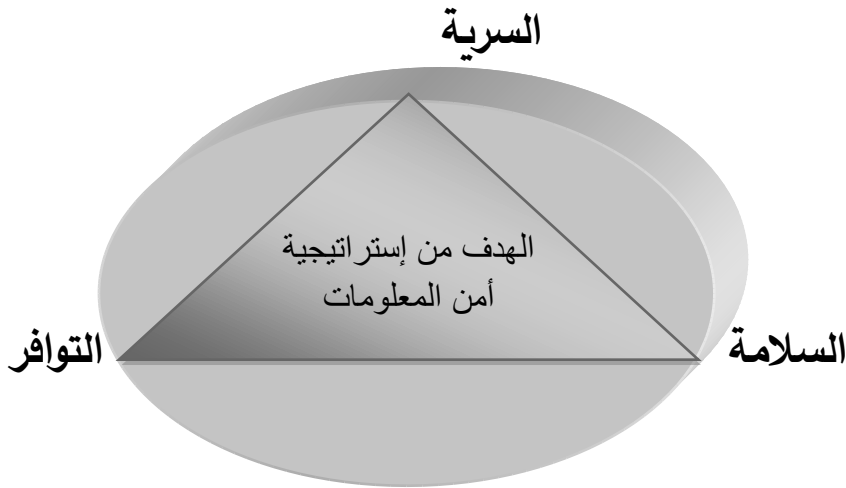 السرية
الهدف من إستراتيجية
أمن المعلومات
السلامة
التوافر